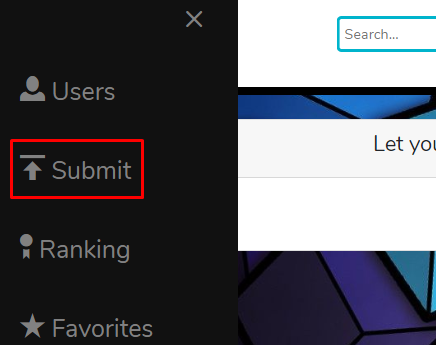 Search...
Users
Let you
Submit
Ranking
Favorites